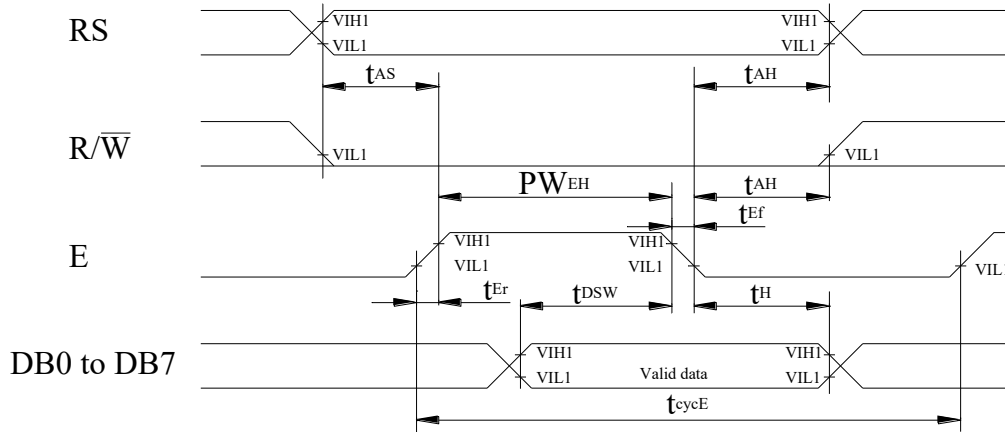 RS VIH1 VIH1
VIL1 VIL1
tAS tAH
R/W̅ VIL1 VIL1
PWEH tAH
tEf
E VIH1 VIH1
VIL1 VIL1 VIL1
tEr tDSW tH
DB0 to DB7 VIH1 VIH1
VIL1 Valid data VIL1
tcycE